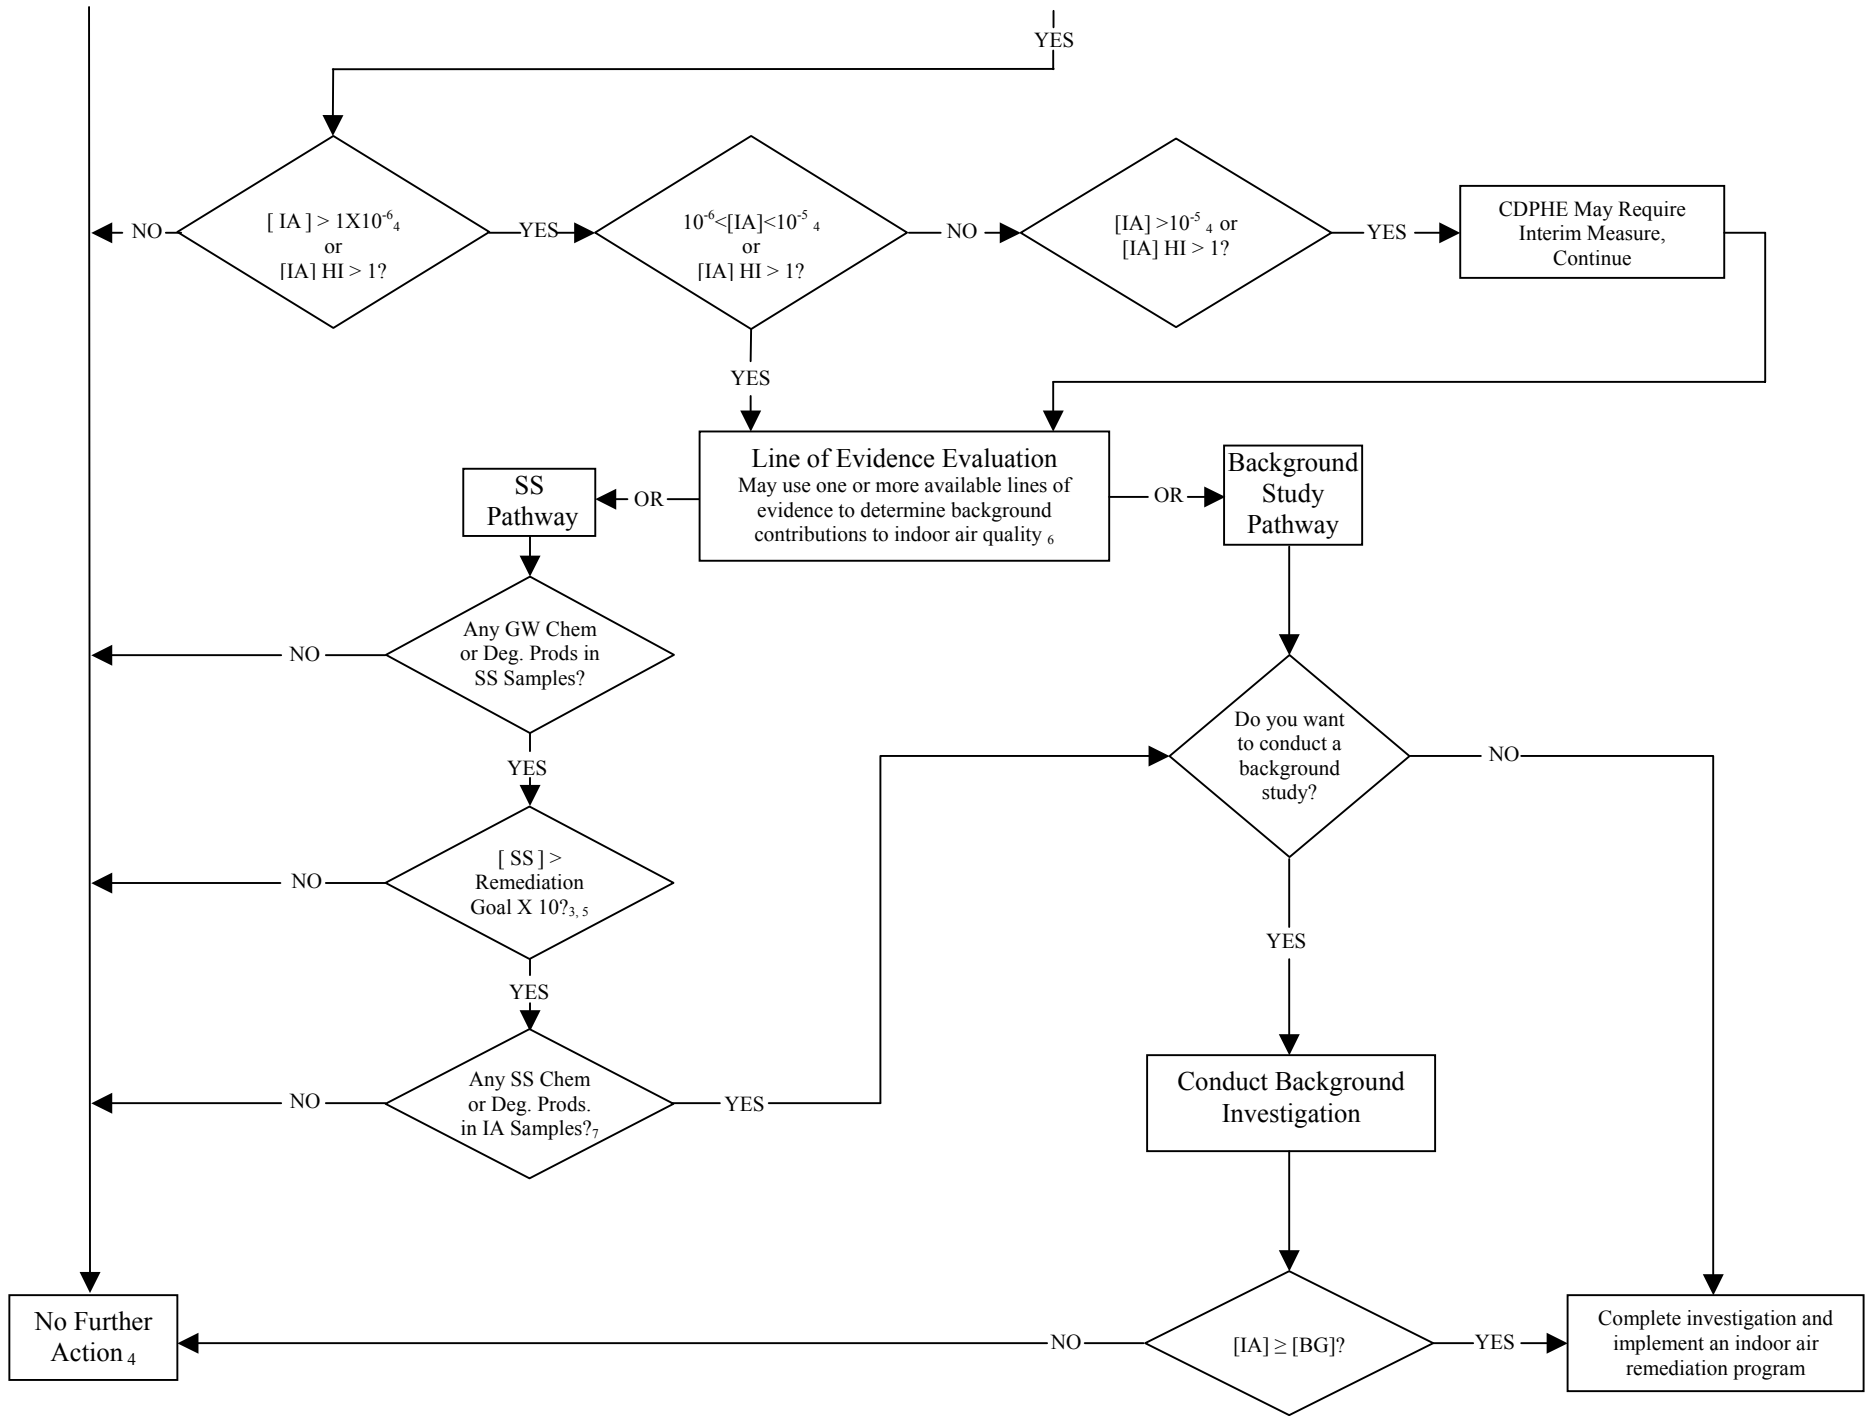 YES
[ IA ] > 1X10-6 4
or
[IA] HI > 1?
NO
YES
10-6<[IA]<10-5 4
or
[IA] HI > 1?
NO
[IA] >10-5 4 or
[IA] HI > 1?
YES
CDPHE May Require
Interim Measure,
Continue
YES
Line of Evidence Evaluation
May use one or more available lines of
evidence to determine background
contributions to indoor air quality 6
OR
SS
Pathway
OR
Background
Study
Pathway
Any GW Chem
or Deg. Prods in
SS Samples?
NO
YES
Do you want
to conduct a
background
study?
NO
[ SS ] >
Remediation
Goal X 10?3, 5
NO
YES
YES
Any SS Chem
or Deg. Prods.
in IA Samples?7
NO
YES
Conduct Background
Investigation
No Further
Action 4
NO
[IA] ≥ [BG]?
YES
Complete investigation and
implement an indoor air
remediation program